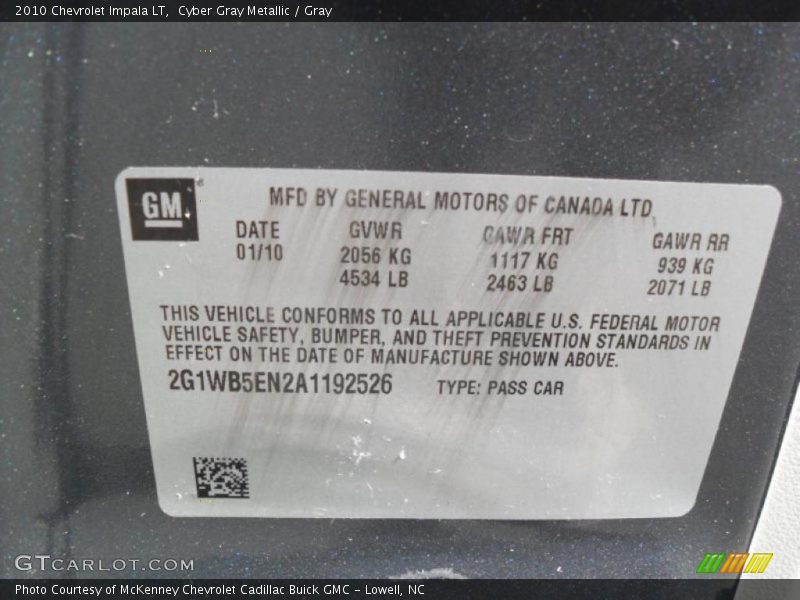 2010 Chevrolet Impala LT, Cyber Gray Metallic / Gray
GM
MFD BY GENERAL MOTORS OF CANADA LTD
DATE GVWR GAWR FRT GAWR RR
01/10 2056 KG 1117 KG 939 KG
4534 LB 2463 LB 2071 LB
THIS VEHICLE CONFORMS TO ALL APPLICABLE U.S. FEDERAL MOTOR
VEHICLE SAFETY, BUMPER, AND THEFT PREVENTION STANDARDS IN
EFFECT ON THE DATE OF MANUFACTURE SHOWN ABOVE.
2G1WB5EN2A1192526 TYPE: PASS CAR
GTCARLOT.COM
Photo Courtesy of McKenney Chevrolet Cadillac Buick GMC - Lowell, NC